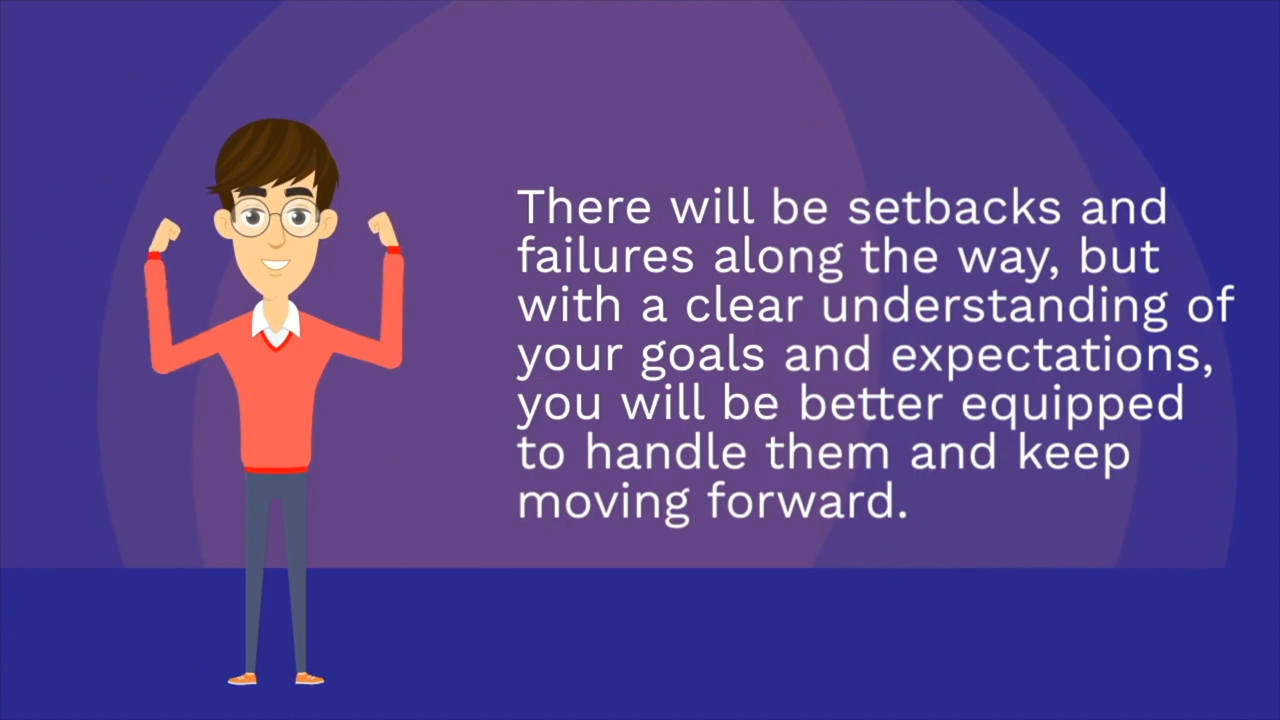 There will be setbacks and
failures along the way, but
with a clear understanding of
your goals and expectations,
you will be better equipped
to handle them and keep
moving forward.